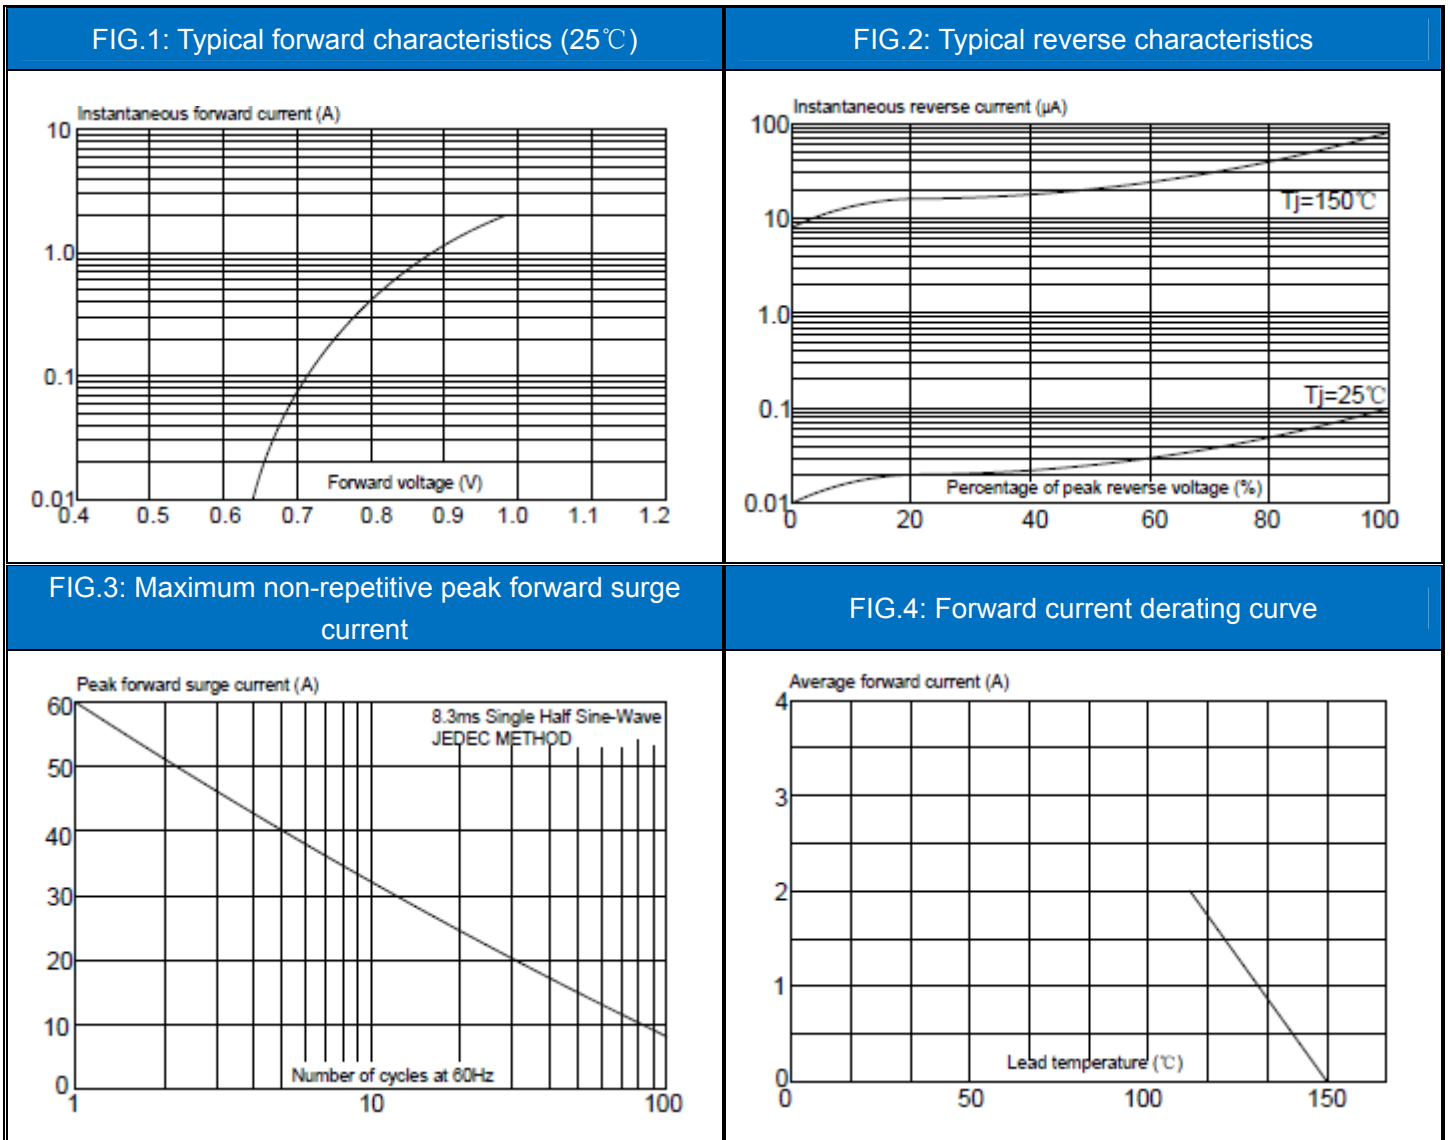 FIG.1: Typical forward characteristics (25℃)
FIG.2: Typical reverse characteristics
Instantaneous forward current (A)
10
1.0
0.1
0.01
Forward voltage (V)
0.4 0.5 0.6 0.7 0.8 0.9 1.0 1.1 1.2
Instantaneous reverse current (μA)
100
10
1.0
0.1
0.01
Tj=150℃
Tj=25℃
Percentage of peak reverse voltage (%)
0 20 40 60 80 100
FIG.3: Maximum non-repetitive peak forward surge
current
FIG.4: Forward current derating curve
Peak forward surge current (A)
60
50
40
30
20
10
0
8.3ms Single Half Sine-Wave
JEDEC METHOD
Number of cycles at 60Hz
1 10 100
Average forward current (A)
4
3
2
1
0
Lead temperature (℃)
0 50 100 150